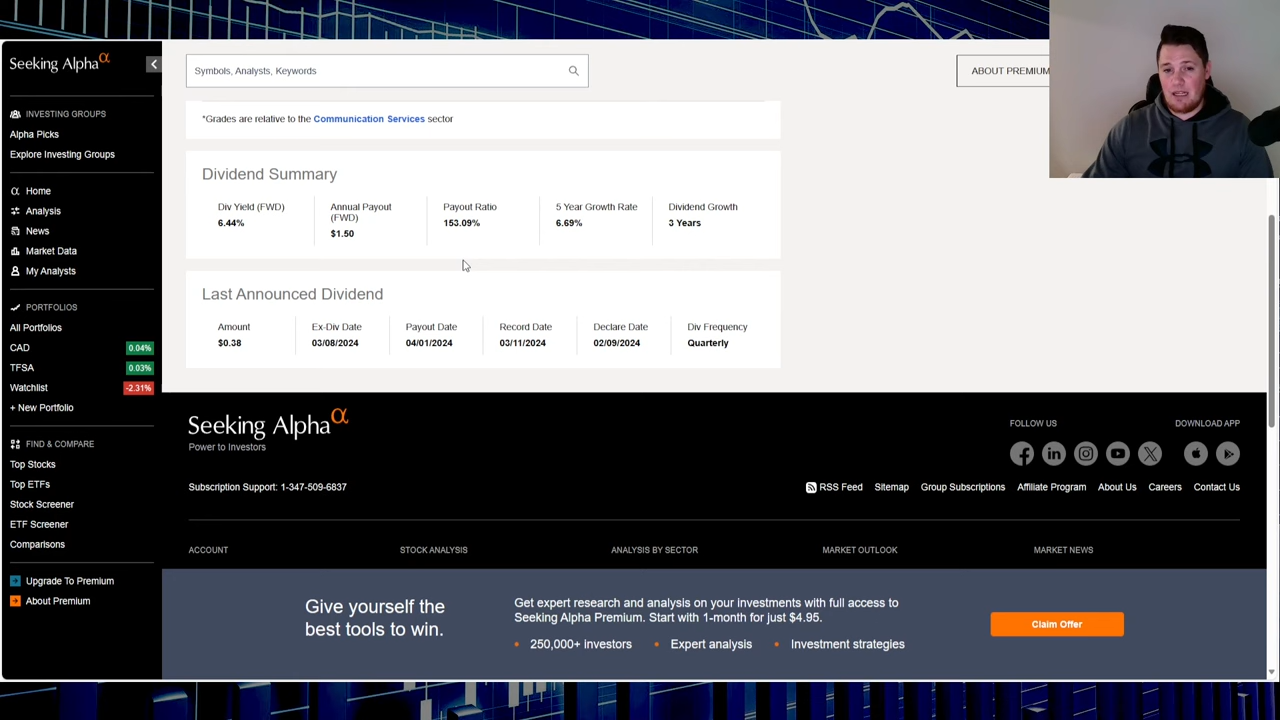 Seeking Alpha α
Symbols, Analysts, Keywords
ABOUT PREMIUM
INVESTING GROUPS
Alpha Picks
Explore Investing Groups
Home
Analysis
News
Market Data
My Analysts
PORTFOLIOS
All Portfolios
CAD 0.04%
TFSA 0.03%
Watchlist -2.31%
+ New Portfolio
FIND & COMPARE
Top Stocks
Top ETFs
Stock Screener
ETF Screener
Comparisons
Upgrade To Premium
About Premium
*Grades are relative to the Communication Services sector
Dividend Summary
Div Yield (FWD)
6.44%
Annual Payout
(FWD)
$1.50
Payout Ratio
153.09%
5 Year Growth Rate
6.69%
Dividend Growth
3 Years
Last Announced Dividend
Amount
$0.38
Ex-Div Date
03/08/2024
Payout Date
04/01/2024
Record Date
03/11/2024
Declare Date
02/09/2024
Div Frequency
Quarterly
Seeking Alpha α
Power to Investors
FOLLOW US
DOWNLOAD APP
Subscription Support: 1-347-509-6837
RSS Feed Sitemap Group Subscriptions Affiliate Program About Us Careers Contact Us
ACCOUNT STOCK ANALYSIS ANALYSIS BY SECTOR MARKET OUTLOOK MARKET NEWS
Give yourself the
best tools to win.
Get expert research and analysis on your investments with full access to
Seeking Alpha Premium. Start with 1-month for just $4.95.
• 250,000+ investors • Expert analysis • Investment strategies
Claim Offer